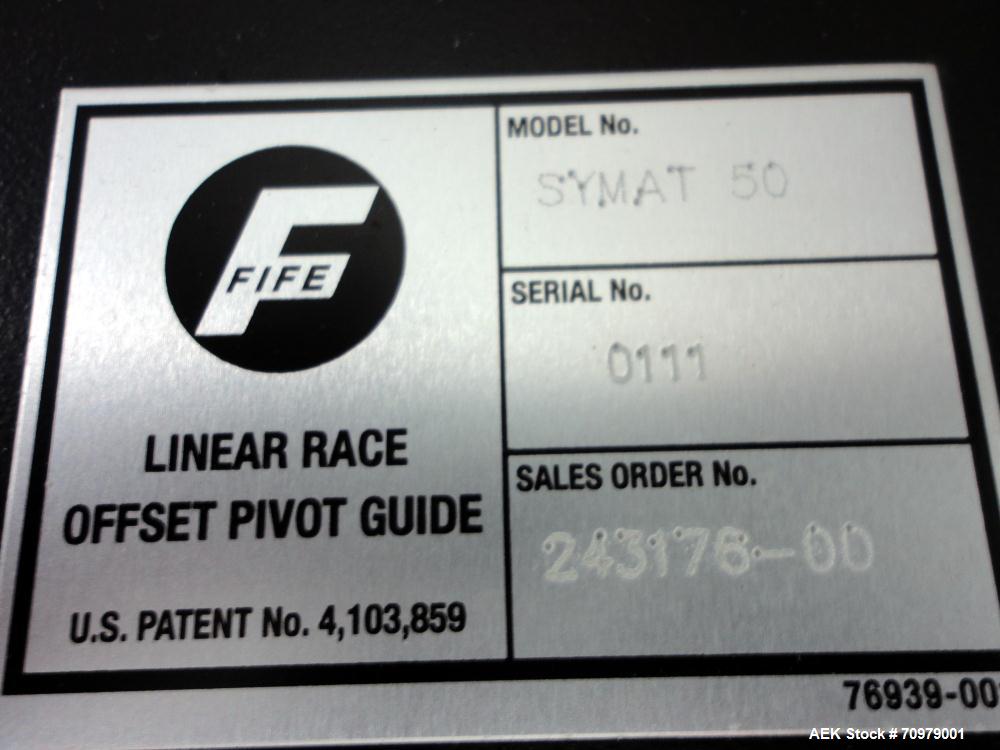 FIFE
LINEAR RACE
OFFSET PIVOT GUIDE
U.S. PATENT No. 4,103,859
MODEL No.
SYMAT 50
SERIAL No.
0111
SALES ORDER No.
243176-00
AEK Stock # 70979001